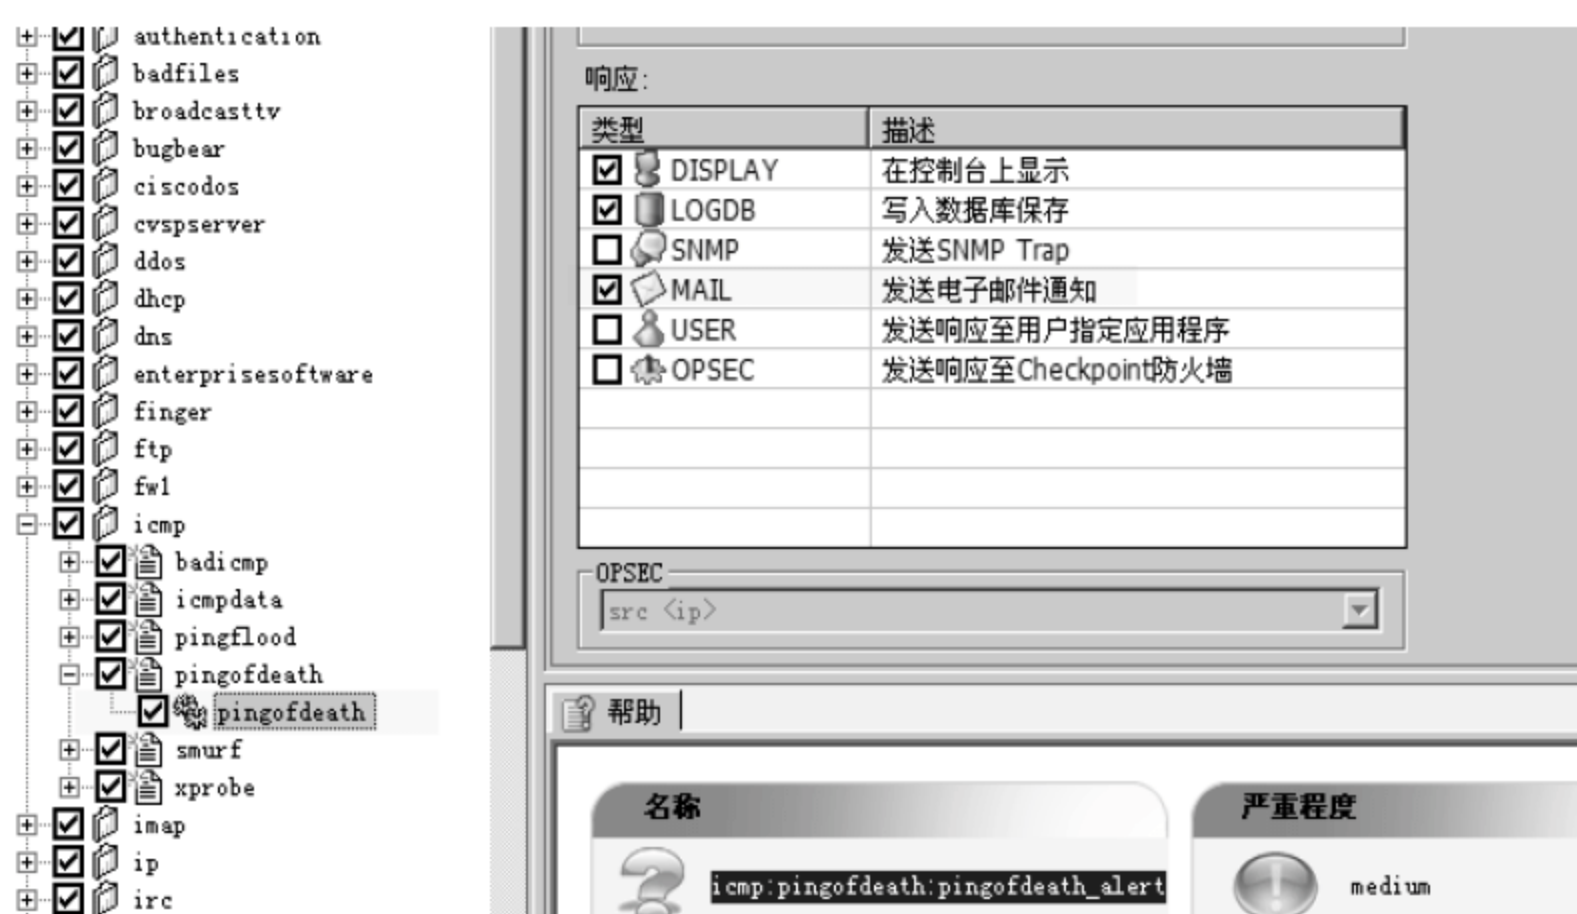 authentication
badfiles
broadcasttv
bugbear
ciscodos
cvspserver
ddos
dhcp
dns
enterprisesoftware
finger
ftp
fw1
icmp
badicmp
icmpdata
pingflood
pingofdeath
pingofdeath
smurf
xprobe
imap
ip
irc
响应:
类型 描述
DISPLAY 在控制台上显示
LOGDB 写入数据库保存
SNMP 发送SNMP Trap
MAIL 发送电子邮件通知
USER 发送响应至用户指定应用程序
OPSEC 发送响应至Checkpoint防火墙
OPSEC
src <ip>
帮助
名称 严重程度
icmp:pingofdeath:pingofdeath_alert medium